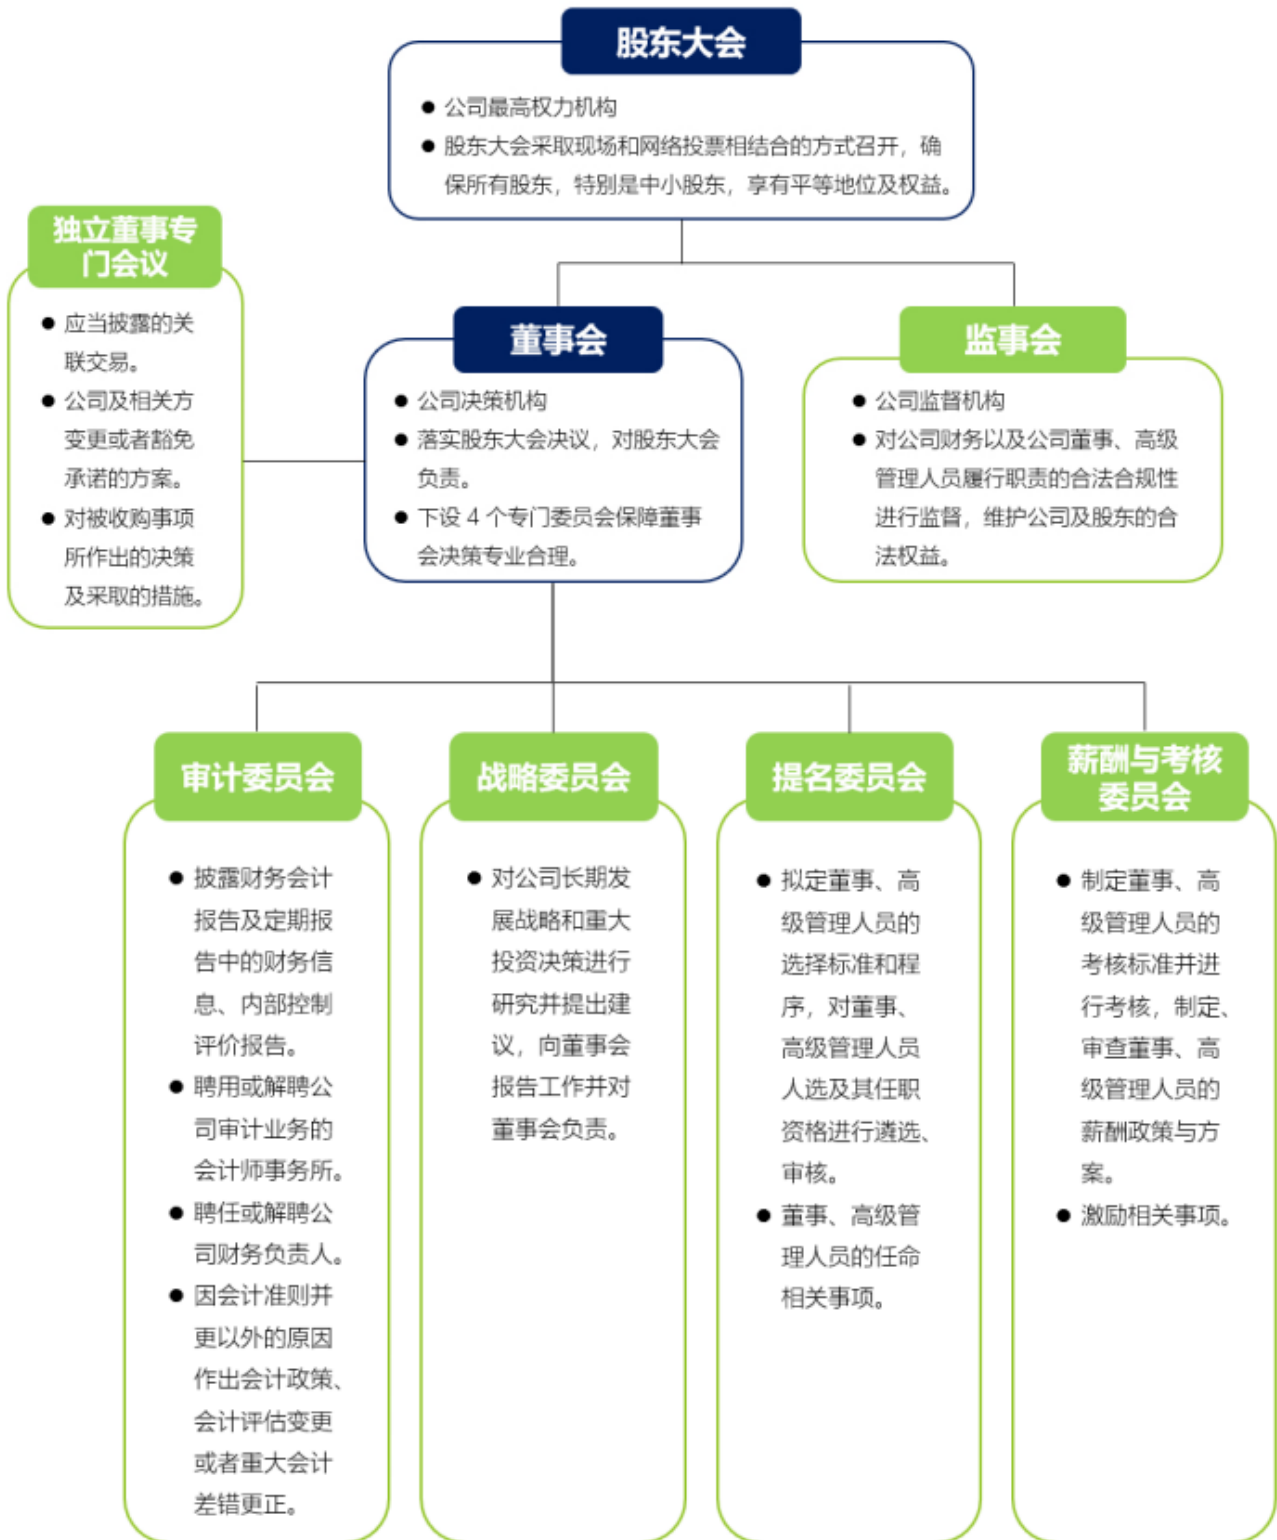 股东大会
● 公司最高权力机构
● 股东大会采取现场和网络投票相结合的方式召开，确
保所有股东，特别是中小股东，享有平等地位及权益。
独立董事专
门会议
● 应当披露的关
联交易。
● 公司及相关方
变更或者豁免
承诺的方案。
● 对被收购事项
所作出的决策
及采取的措施。
董事会
● 公司决策机构
● 落实股东大会决议，对股东大会
负责。
● 下设 4 个专门委员会保障董事
会决策专业合理。
监事会
● 公司监督机构
● 对公司财务以及公司董事、高级
管理人员履行职责的合法合规性
进行监督，维护公司及股东的合
法权益。
审计委员会
● 披露财务会计
报告及定期报
告中的财务信
息、内部控制
评价报告。
● 聘用或解聘公
司审计业务的
会计师事务所。
● 聘任或解聘公
司财务负责人。
● 因会计准则并
更以外的原因
作出会计政策、
会计评估变更
或者重大会计
差错更正。
战略委员会
● 对公司长期发
展战略和重大
投资决策进行
研究并提出建
议，向董事会
报告工作并对
董事会负责。
提名委员会
● 拟定董事、高
级管理人员的
选择标准和程
序，对董事、
高级管理人员
人选及其任职
资格进行遴选、
审核。
● 董事、高级管
理人员的任命
相关事项。
薪酬与考核
委员会
● 制定董事、高
级管理人员的
考核标准并进
行考核，制定、
审查董事、高
级管理人员的
薪酬政策与方
案。
● 激励相关事项。